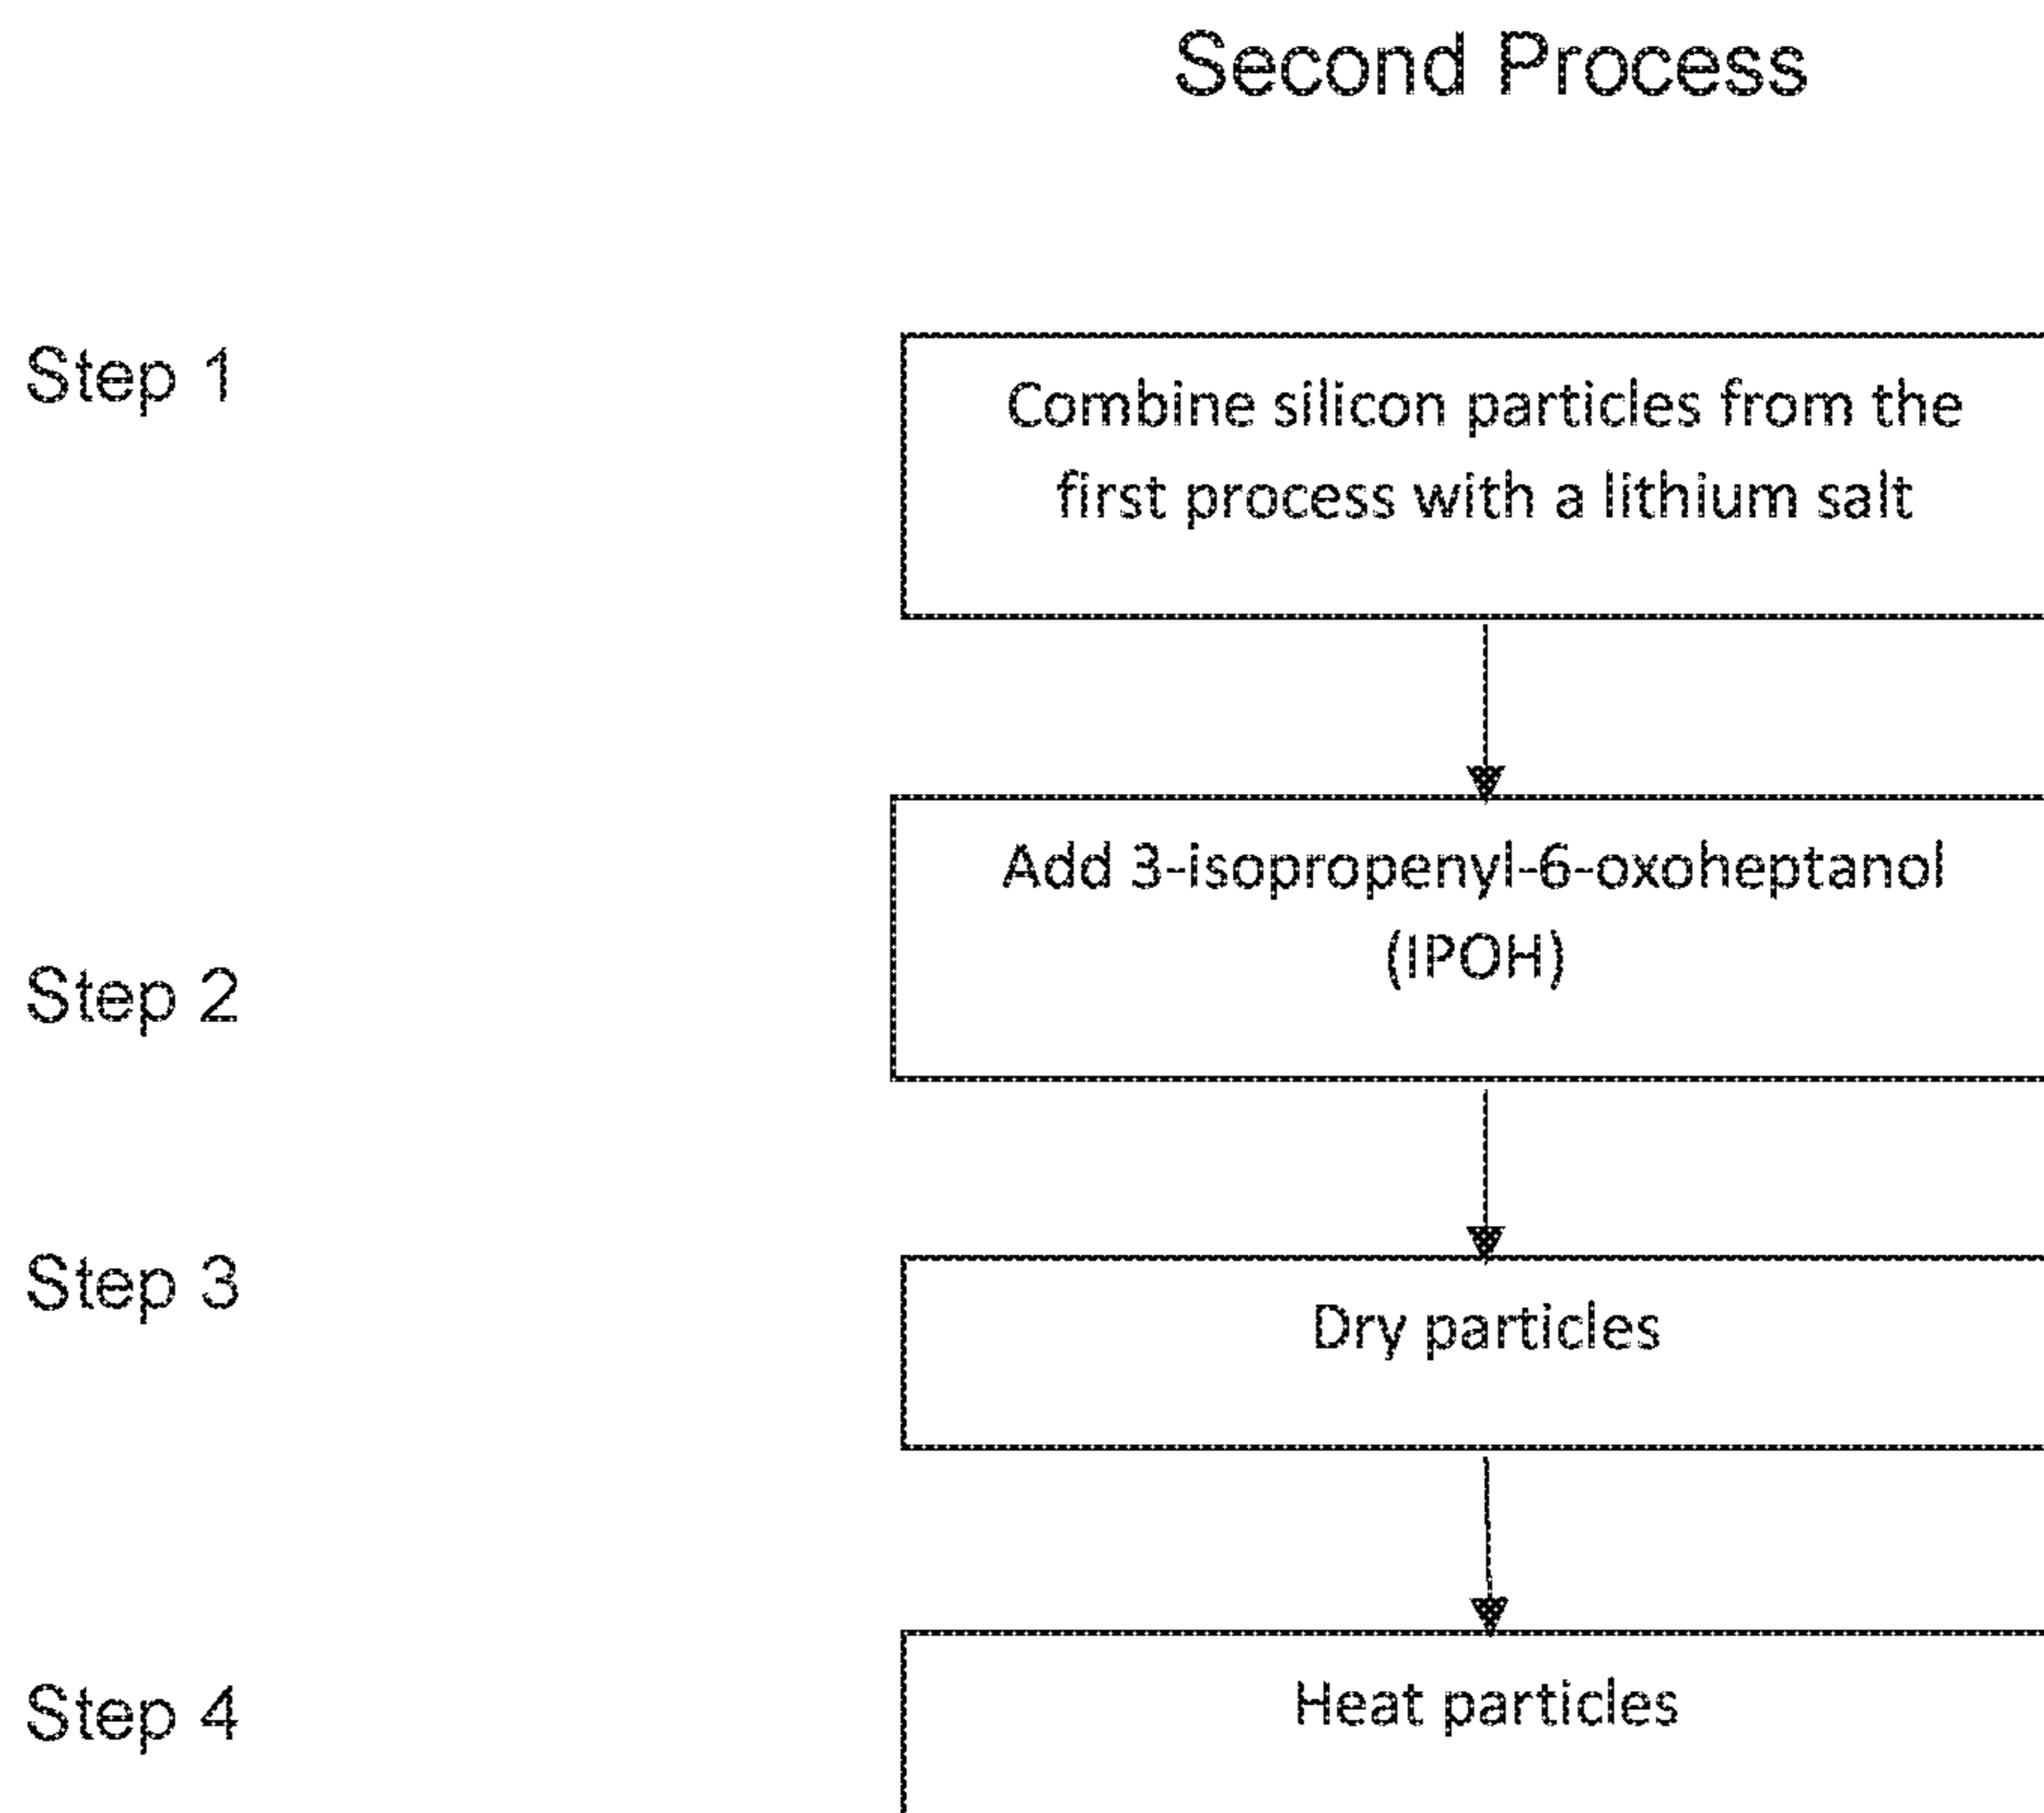 Second Process
Step 1
Combine silicon particles from the
first process with a lithium salt
Add 3-isopropenyl-6-oxoheptanol
(IPOH)
Step 2
Step 3
Dry particles
Step 4
Heat particles